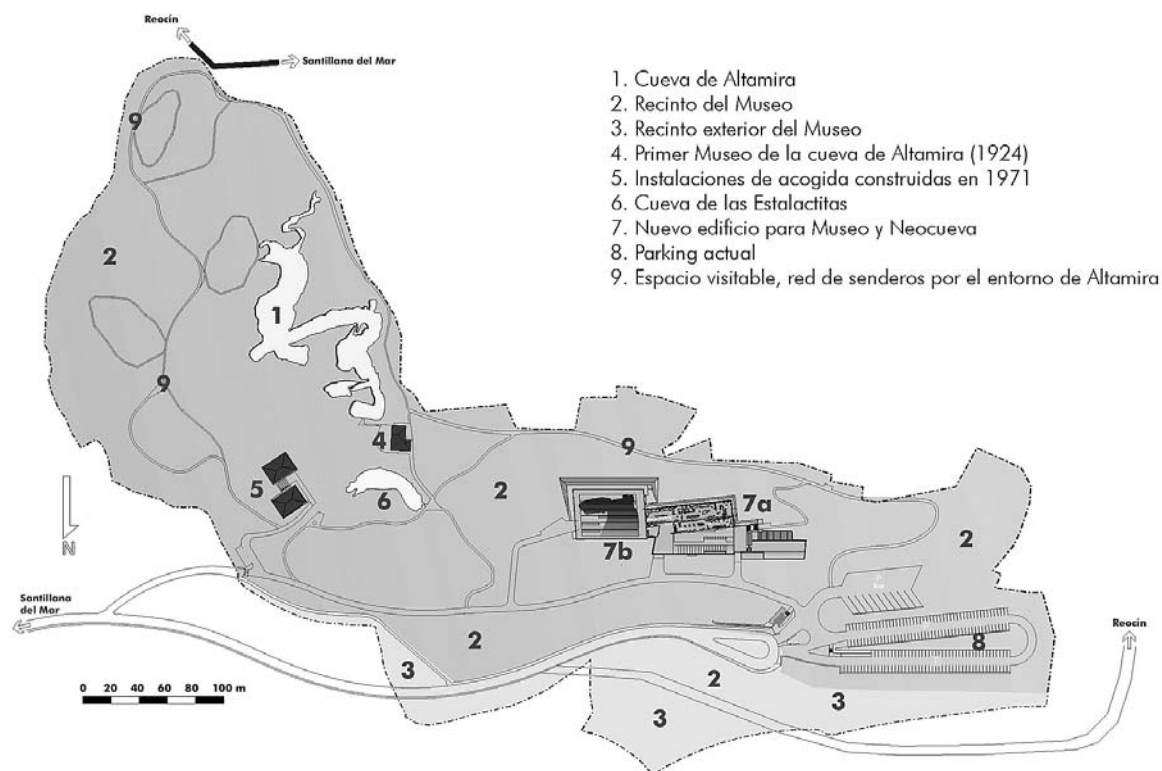 Reocín
Santillana del Mar
1. Cueva de Altamira
2. Recinto del Museo
3. Recinto exterior del Museo
4. Primer Museo de la cueva de Altamira (1924)
5. Instalaciones de acogida construidas en 1971
6. Cueva de las Estalactitas
7. Nuevo edificio para Museo y Neocueva
8. Parking actual
9. Espacio visitable, red de senderos por el entorno de Altamira
9
2
1
9
4
9
5
6
2
7a
7b
2
N
Santillana
del Mar
2
8
Reocín
3
2
3
3
0 20 40 60 80 100 m